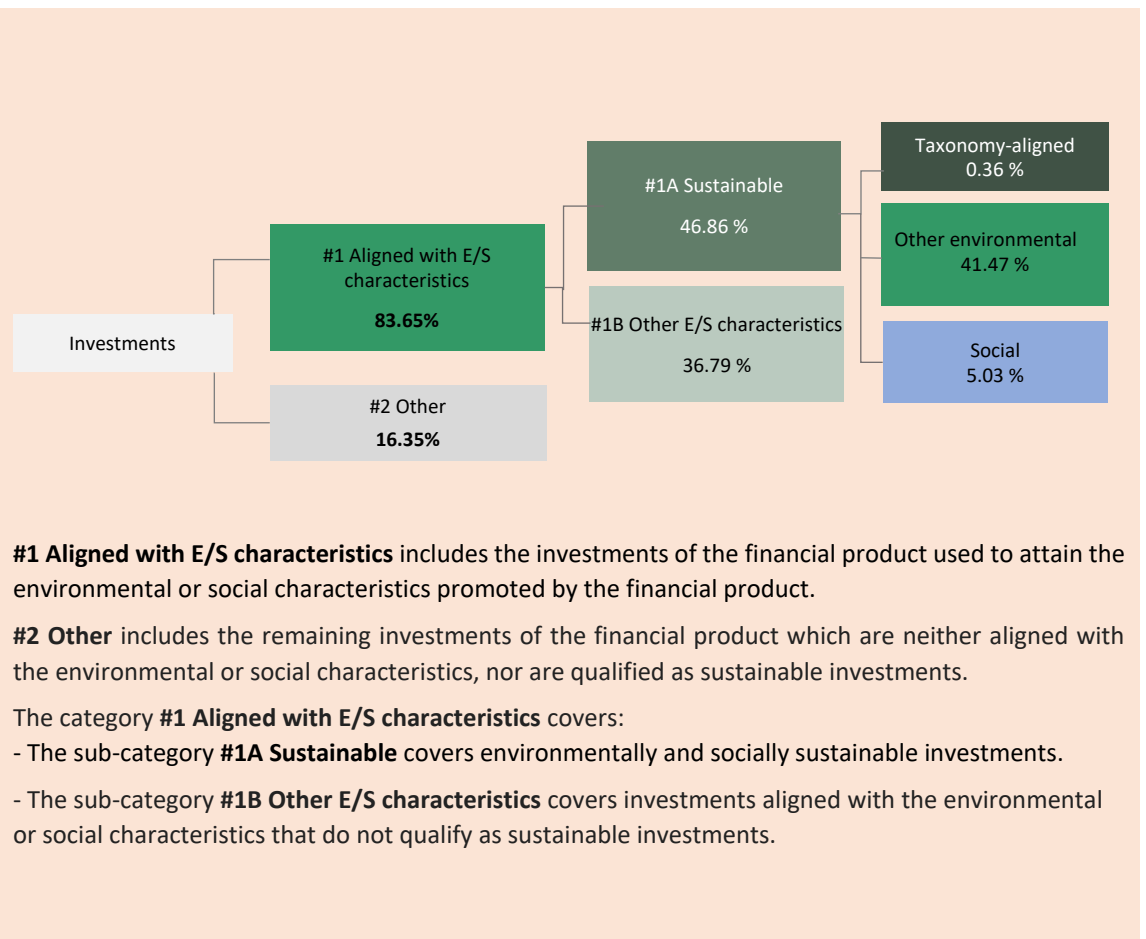 Investments
#1 Aligned with E/S
characteristics
83.65%
#2 Other
16.35%
#1A Sustainable
46.86 %
#1B Other E/S characteristics
36.79 %
Taxonomy-aligned
0.36 %
Other environmental
41.47 %
Social
5.03 %
#1 Aligned with E/S characteristics includes the investments of the financial product used to attain the
environmental or social characteristics promoted by the financial product.
#2 Other includes the remaining investments of the financial product which are neither aligned with
the environmental or social characteristics, nor are qualified as sustainable investments.
The category #1 Aligned with E/S characteristics covers:
- The sub-category #1A Sustainable covers environmentally and socially sustainable investments.
- The sub-category #1B Other E/S characteristics covers investments aligned with the environmental
or social characteristics that do not qualify as sustainable investments.